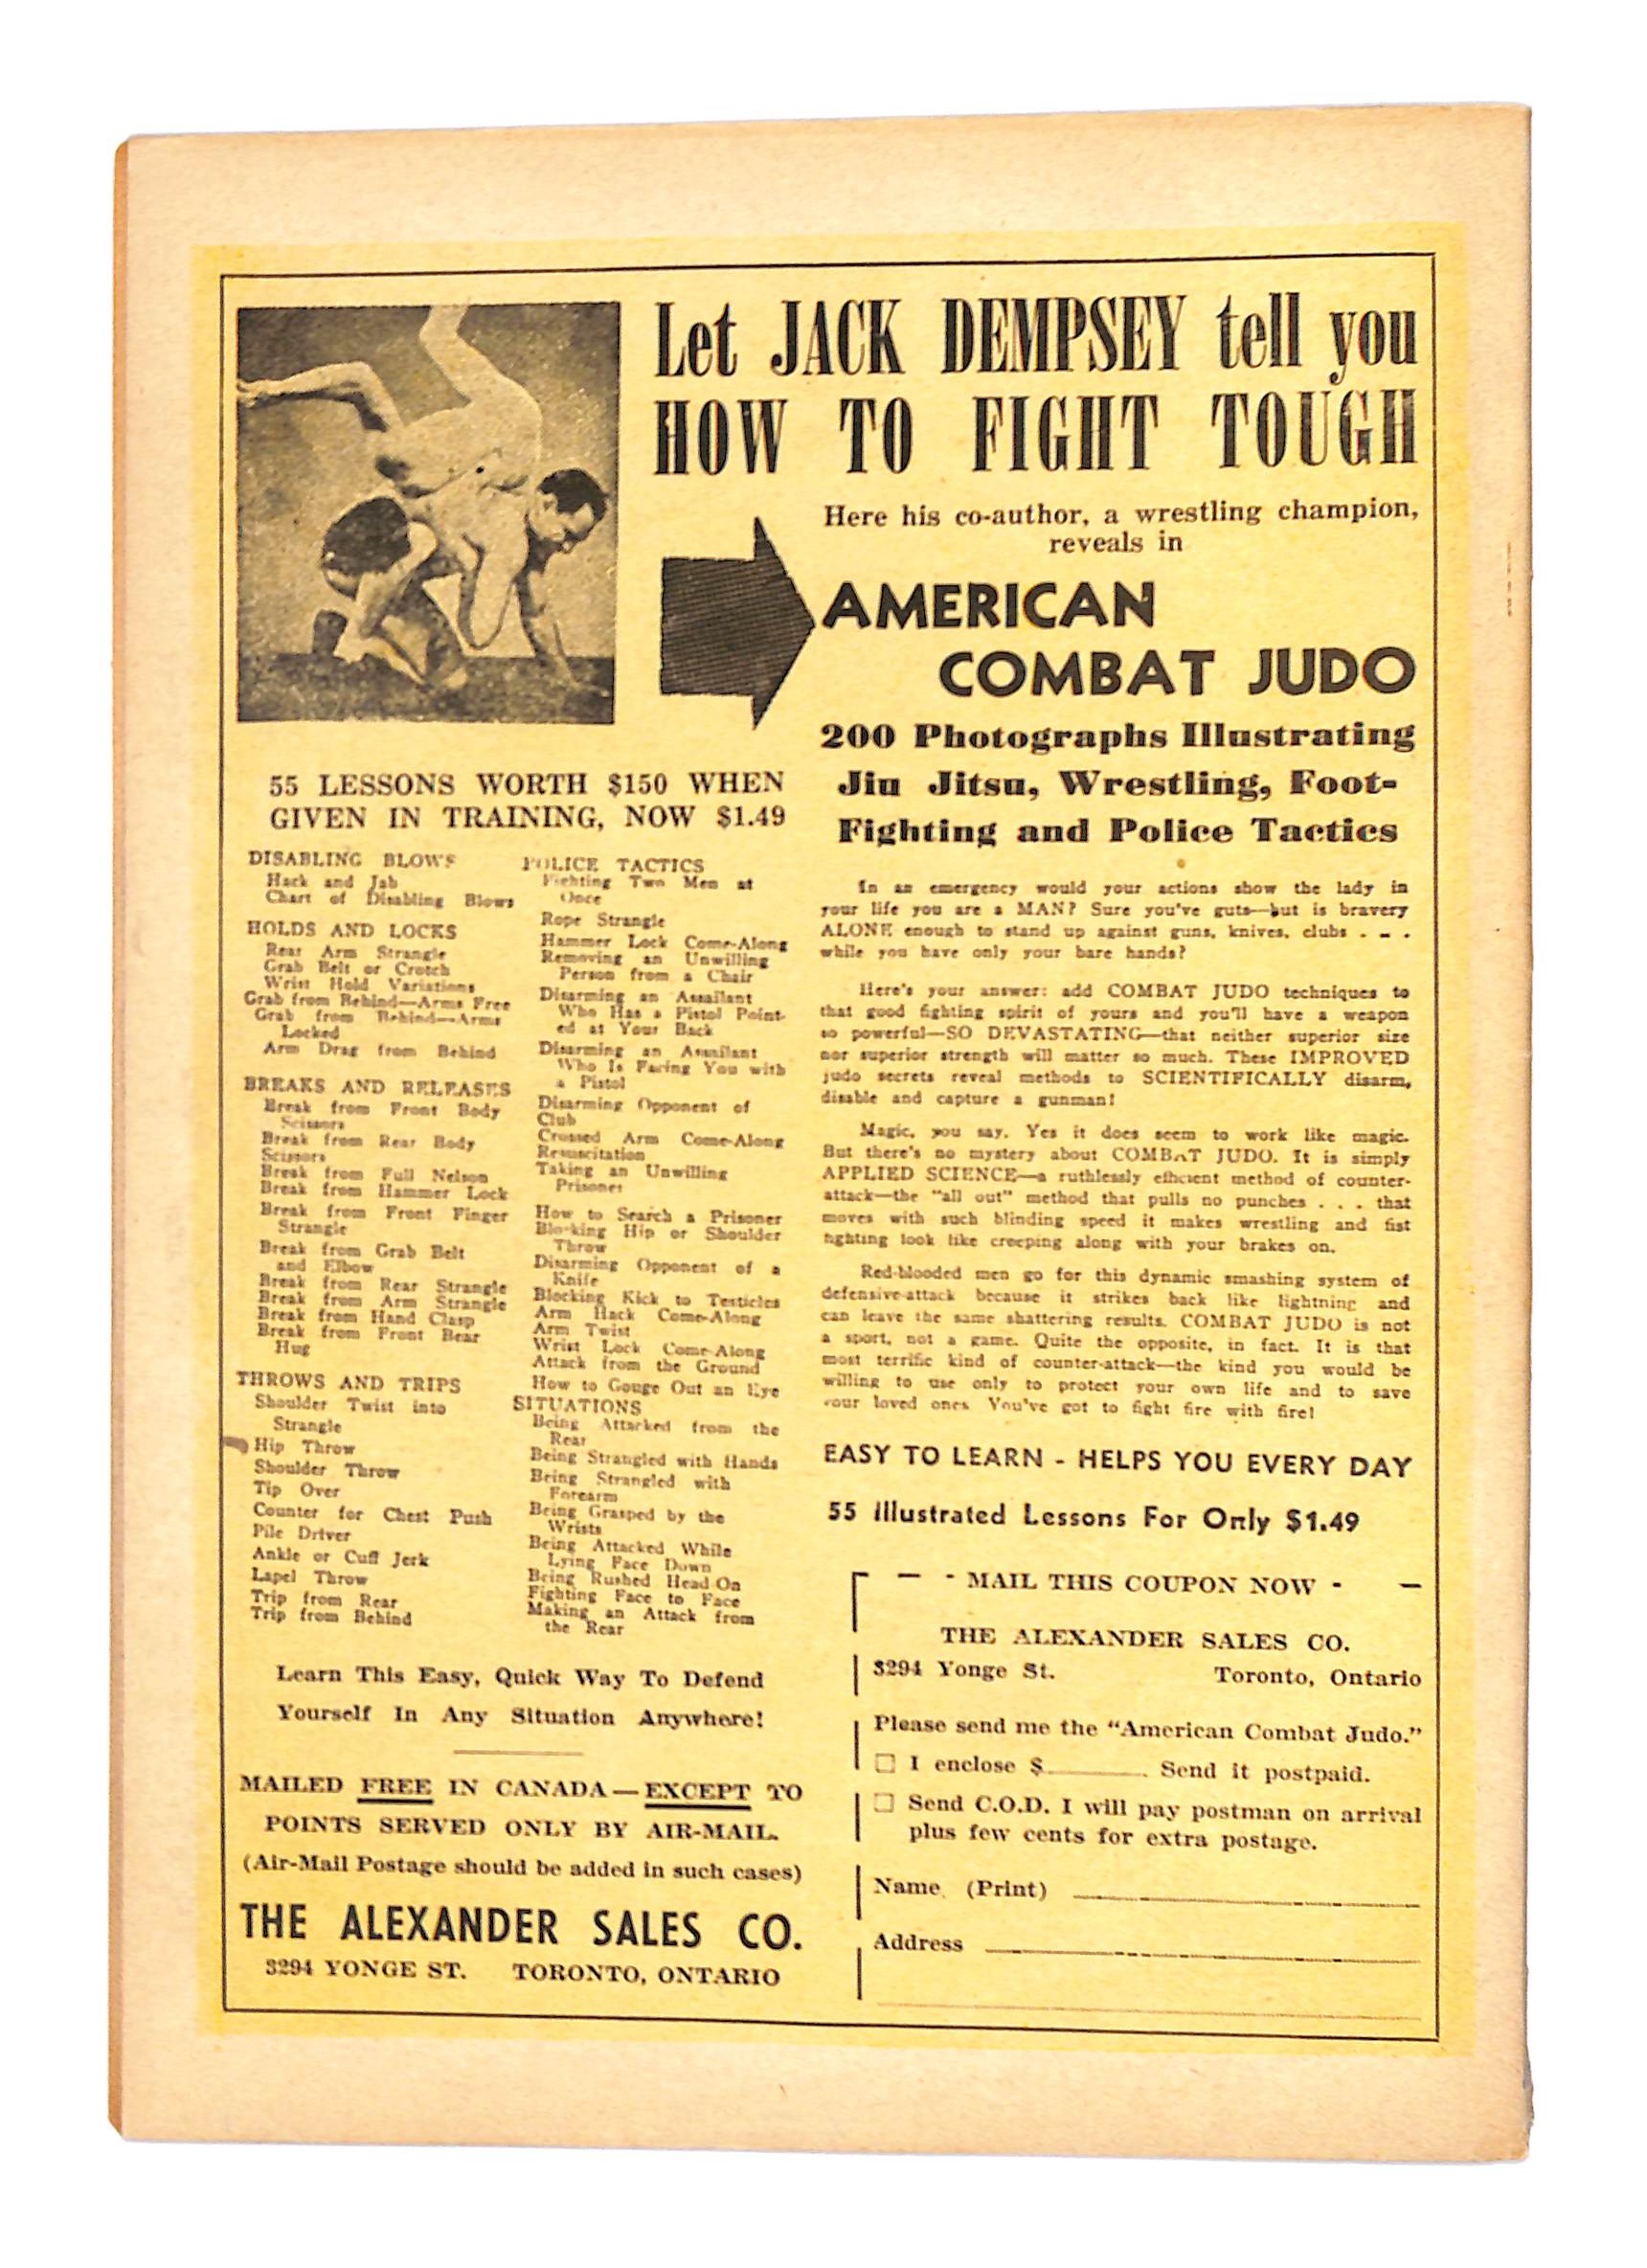 Let JACK DEMPSEY tell you
HOW TO FIGHT TOUGH
Here his co-author, a wrestling champion,
reveals in
AMERICAN
COMBAT JUDO
200 Photographs Illustrating
Jiu Jitsu, Wrestling, Foot-
Fighting and Police Tactics
55 LESSONS WORTH $150 WHEN
GIVEN IN TRAINING, NOW $1.49
DISABLING BLOWS
Hack and Jab
Chart of Disabling Blows
HOLDS AND LOCKS
Rear Arm Strangle
Grab Belt or Crotch
Wrist Hold Variations
Grab from Behind—Arms Free
Grab from Behind—Arms
Locked
Arm Drag from Behind
BREAKS AND RELEASES
Break from Front Body
Scissors
Break from Rear Body
Scissors
Break from Full Nelson
Break from Hammer Lock
Break from Front Finger
Strangle
Break from Grab Belt
and Elbow
Break from Rear Strangle
Break from Arm Strangle
Break from Hand Clasp
Break from Front Bear
Hug
THROWS AND TRIPS
Shoulder Twist into
Strangle
Hip Throw
Shoulder Throw
Tip Over
Counter for Chest Push
Pile Driver
Ankle or Cuff Jerk
Lapel Throw
Trip from Rear
Trip from Behind
POLICE TACTICS
Fighting Two Men at
Once
Rope Strangle
Hammer Lock Come-Along
Removing an Unwilling
Person from a Chair
Disarming an Assailant
Who Has a Pistol Point-
ed at Your Back
Disarming an Assailant
Who Is Facing You with
a Pistol
Disarming Opponent of
Club
Crossed Arm Come-Along
Resuscitation
Taking an Unwilling
Prisoner
How to Search a Prisoner
Blocking Hip or Shoulder
Throw
Disarming Opponent of a
Knife
Blocking Kick to Testicles
Arm Hack Come-Along
Arm Twist
Wrist Lock Come-Along
Attack from the Ground
How to Gouge Out an Eye
SITUATIONS
Being Attacked from the
Rear
Being Strangled with Hands
Being Strangled with
Forearm
Being Grasped by the
Wrists
Being Attacked While
Lying Face Down
Being Rushed Head-On
Fighting Face to Face
Making an Attack from
the Rear
Learn This Easy, Quick Way To Defend
Yourself In Any Situation Anywhere!
MAILED FREE IN CANADA—EXCEPT TO
POINTS SERVED ONLY BY AIR-MAIL.
(Air-Mail Postage should be added in such cases)
THE ALEXANDER SALES CO.
3294 YONGE ST. TORONTO, ONTARIO
In an emergency would your actions show the lady in
your life you are a MAN? Sure you've guts—but is bravery
ALONE enough to stand up against guns, knives, clubs . . .
while you have only your bare hands?
Here's your answer: add COMBAT JUDO techniques to
that good fighting spirit of yours and you'll have a weapon
so powerful—SO DEVASTATING—that neither superior size
nor superior strength will matter so much. These IMPROVED
judo secrets reveal methods to SCIENTIFICALLY disarm,
disable and capture a gunman!
Magic, you say. Yes it does seem to work like magic.
But there's no mystery about COMBAT JUDO. It is simply
APPLIED SCIENCE—a ruthlessly efficient method of counter-
attack—the "all out" method that pulls no punches . . . that
moves with such blinding speed it makes wrestling and fist
fighting look like creeping along with your brakes on.
Red-blooded men go for this dynamic smashing system of
defensive-attack because it strikes back like lightning and
can leave the same shattering results. COMBAT JUDO is not
a sport, not a game. Quite the opposite, in fact. It is that
most terrific kind of counter-attack—the kind you would be
willing to use only to protect your own life and to save
your loved ones. You've got to fight fire with fire!
EASY TO LEARN - HELPS YOU EVERY DAY
55 Illustrated Lessons For Only $1.49
MAIL THIS COUPON NOW
THE ALEXANDER SALES CO.
3294 Yonge St. Toronto, Ontario
Please send me the "American Combat Judo."
□ I enclose $________. Send it postpaid.
□ Send C.O.D. I will pay postman on arrival
plus few cents for extra postage.
Name (Print)
Address